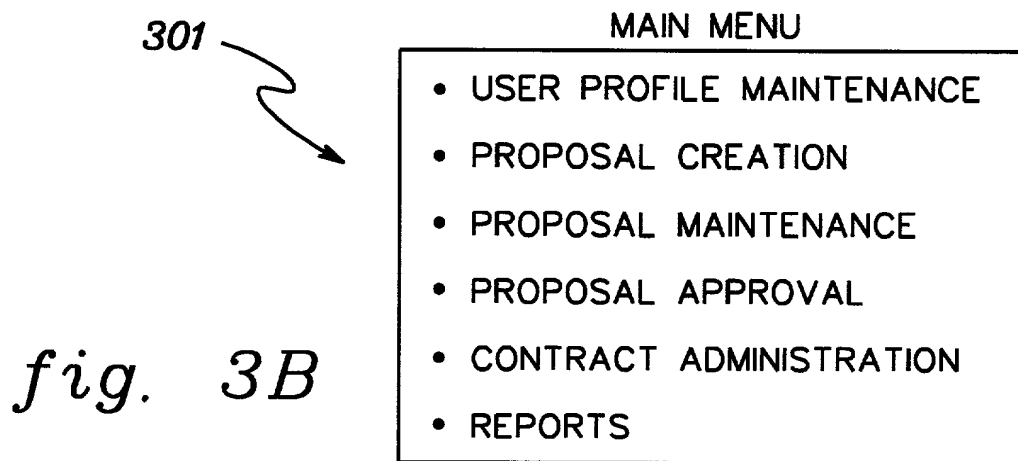 MAIN MENU
301
• USER PROFILE MAINTENANCE
• PROPOSAL CREATION
• PROPOSAL MAINTENANCE
• PROPOSAL APPROVAL
• CONTRACT ADMINISTRATION
• REPORTS
fig. 3B